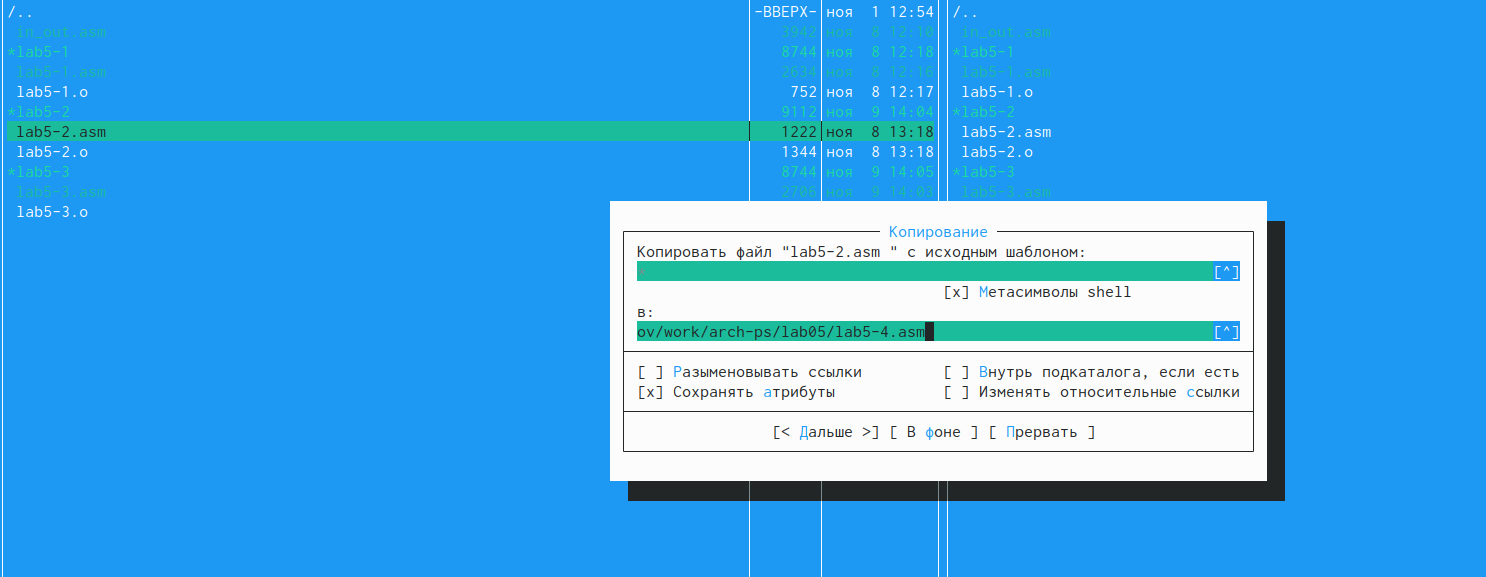 /.. -ВВЕРХ- ноя 1 12:54 /..
in_out.asm 3942 ноя 8 12:10 in_out.asm
*lab5-1 8744 ноя 8 12:18 *lab5-1
lab5-1.asm 2634 ноя 8 12:16 lab5-1.asm
lab5-1.o 752 ноя 8 12:17 lab5-1.o
*lab5-2 9112 ноя 9 14:04 *lab5-2
lab5-2.asm 1222 ноя 8 13:18 lab5-2.asm
lab5-2.o 1344 ноя 8 13:18 lab5-2.o
*lab5-3 8744 ноя 9 14:05 *lab5-3
lab5-3.asm 2706 ноя 9 14:03 lab5-3.asm
lab5-3.o
Копирование
Копировать файл "lab5-2.asm " с исходным шаблоном:
[^]
[x] Метасимволы shell
в:
ov/work/arch-ps/lab05/lab5-4.asm [^]
[ ] Разыменовывать ссылки [ ] Внутрь подкаталога, если есть
[x] Сохранять атрибуты [ ] Изменять относительные ссылки
[< Дальше >] [ В фоне ] [ Прервать ]